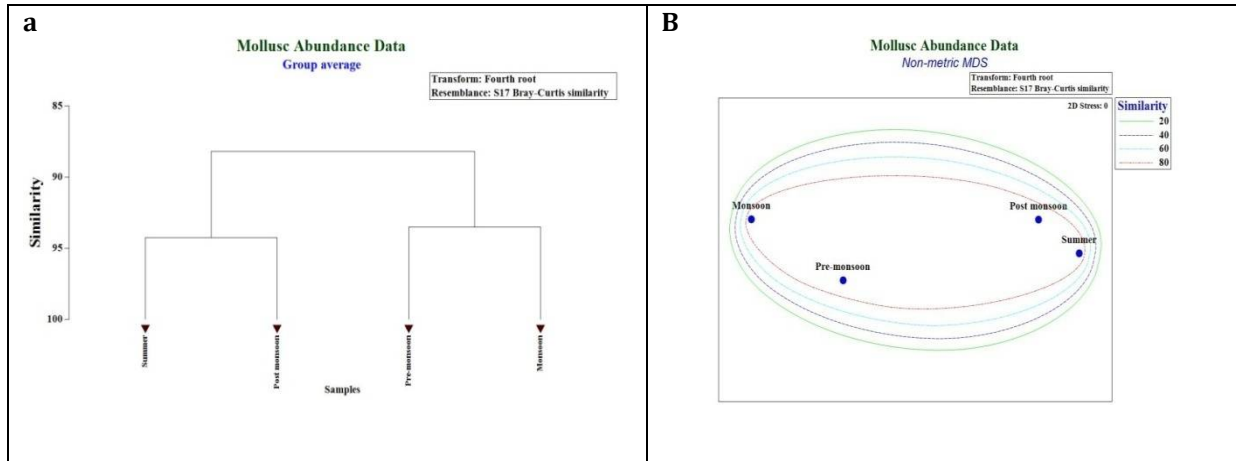 a
Mollusc Abundance Data
Group average
Transform: Fourth root
Resemblance: S17 Bray-Curtis similarity
85
90
95
100
Similarity
Summer
Post monsoon
Pre-monsoon
Monsoon
Samples
B
Mollusc Abundance Data
Non-metric MDS
Transform: Fourth root
Resemblance: S17 Bray-Curtis similarity
2D Stress: 0
Similarity
20
40
60
80
Monsoon
Post monsoon
Summer
Pre-monsoon